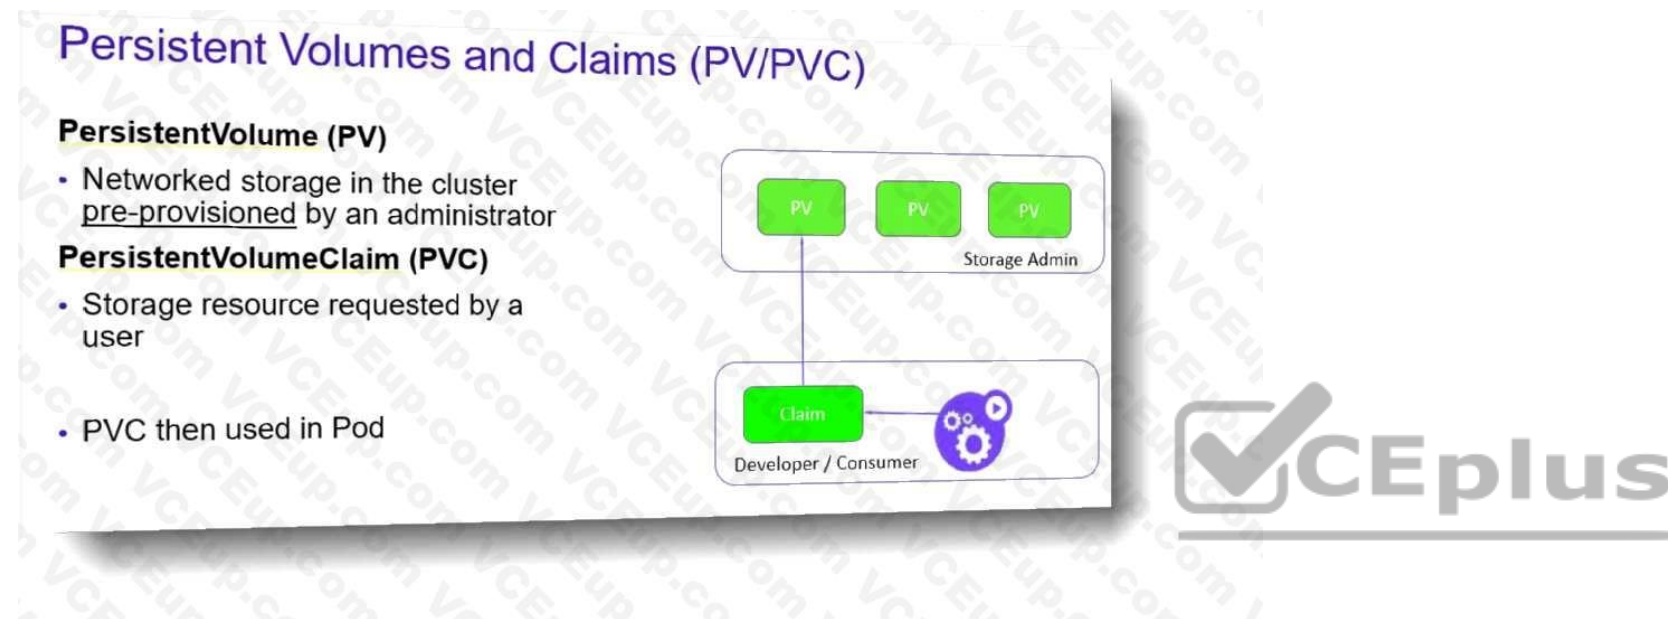 Persistent Volumes and Claims (PV/PVC)
PersistentVolume (PV)
• Networked storage in the cluster
pre-provisioned by an administrator
PersistentVolumeClaim (PVC)
• Storage resource requested by a
user
• PVC then used in Pod
PV PV PV
Storage Admin
Claim
Developer / Consumer
CEplus
VCEup.com